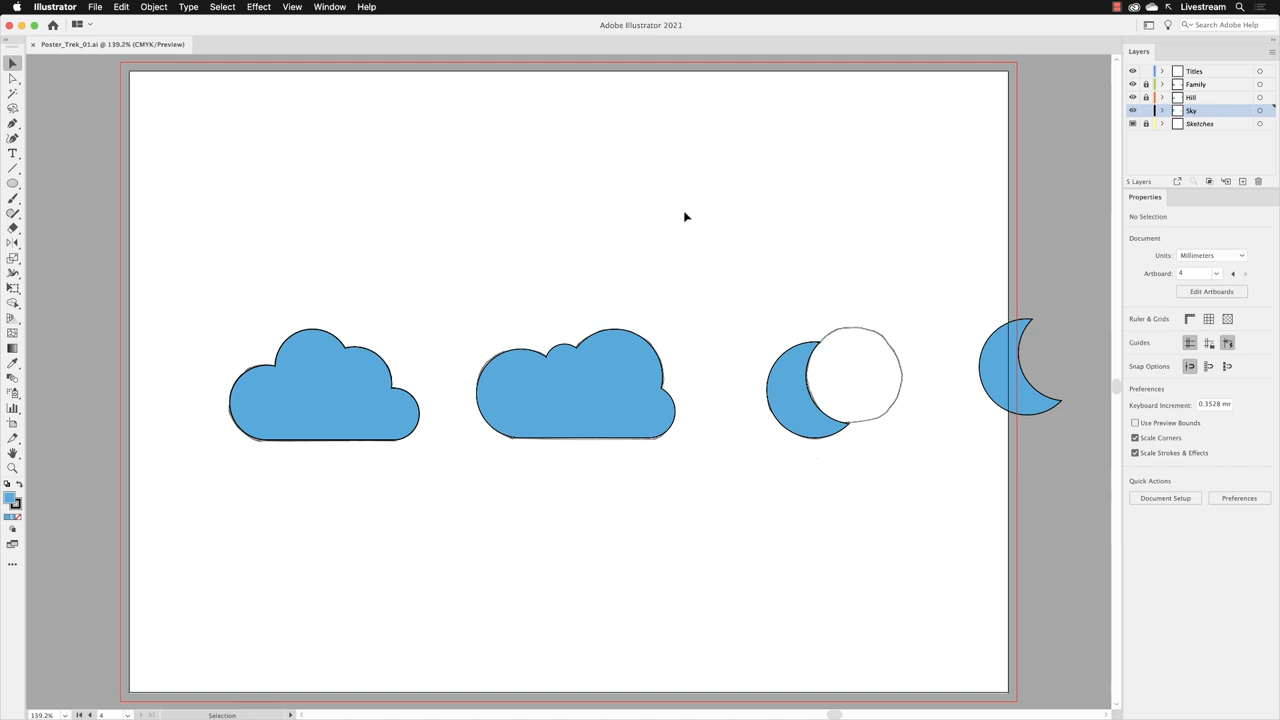 Illustrator File Edit Object Type Select Effect View Window Help Livestream
Adobe Illustrator 2021
Search Adobe Help
× Poster_Trek_01.ai @ 139.2% (CMYK/Preview)
Layers
Titles
Family
Hill
Sky
Sketches
5 Layers
Properties
No Selection
Document
Units: Millimeters
Artboard: 4
Edit Artboards
Ruler & Grids
Guides
Snap Options
Preferences
Keyboard Increment: 0.3528 mr
Use Preview Bounds
Scale Corners
Scale Strokes & Effects
Quick Actions
Document Setup Preferences
139.2% 4 Selection